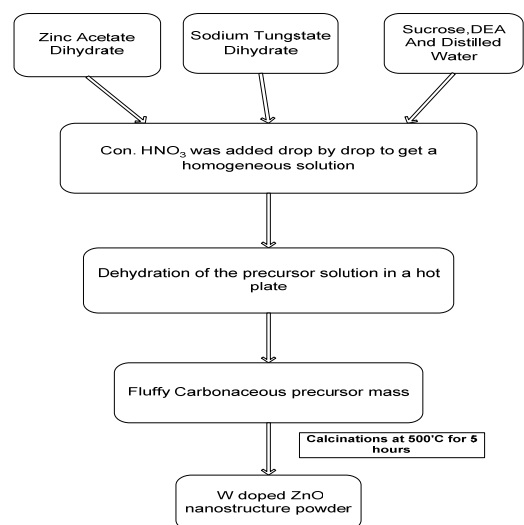 Zinc Acetate
Dihydrate
Sodium Tungstate
Dihydrate
Sucrose,DEA
And Distilled
Water
Con. HNO₃ was added drop by drop to get a
homogeneous solution
Dehydration of the precursor solution in a hot
plate
Fluffy Carbonaceous precursor mass
Calcinations at 500'C for 5
hours
W doped ZnO
nanostructure powder